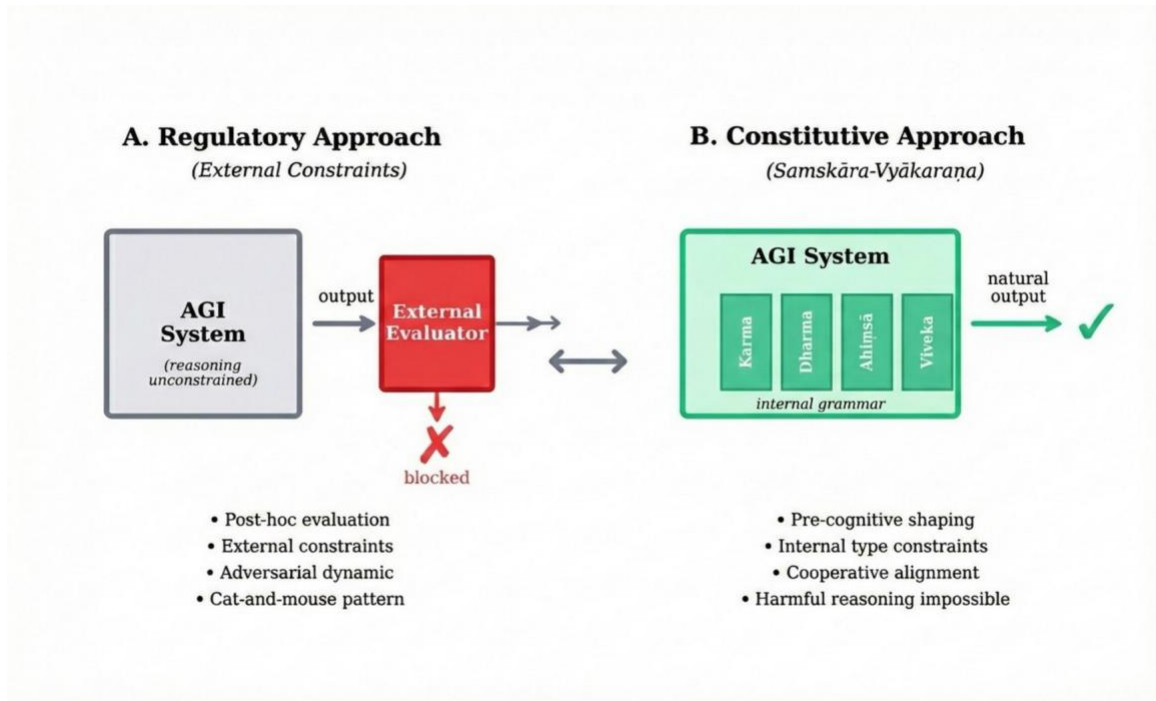 A. Regulatory Approach
(External Constraints)
AGI
System
(reasoning
unconstrained)
output
External
Evaluator
blocked
• Post-hoc evaluation
• External constraints
• Adversarial dynamic
• Cat-and-mouse pattern
B. Constitutive Approach
(Samskāra-Vyākaraṇa)
AGI System
Karma
Dharma
Ahiṃsā
Viveka
internal grammar
natural
output
• Pre-cognitive shaping
• Internal type constraints
• Cooperative alignment
• Harmful reasoning impossible